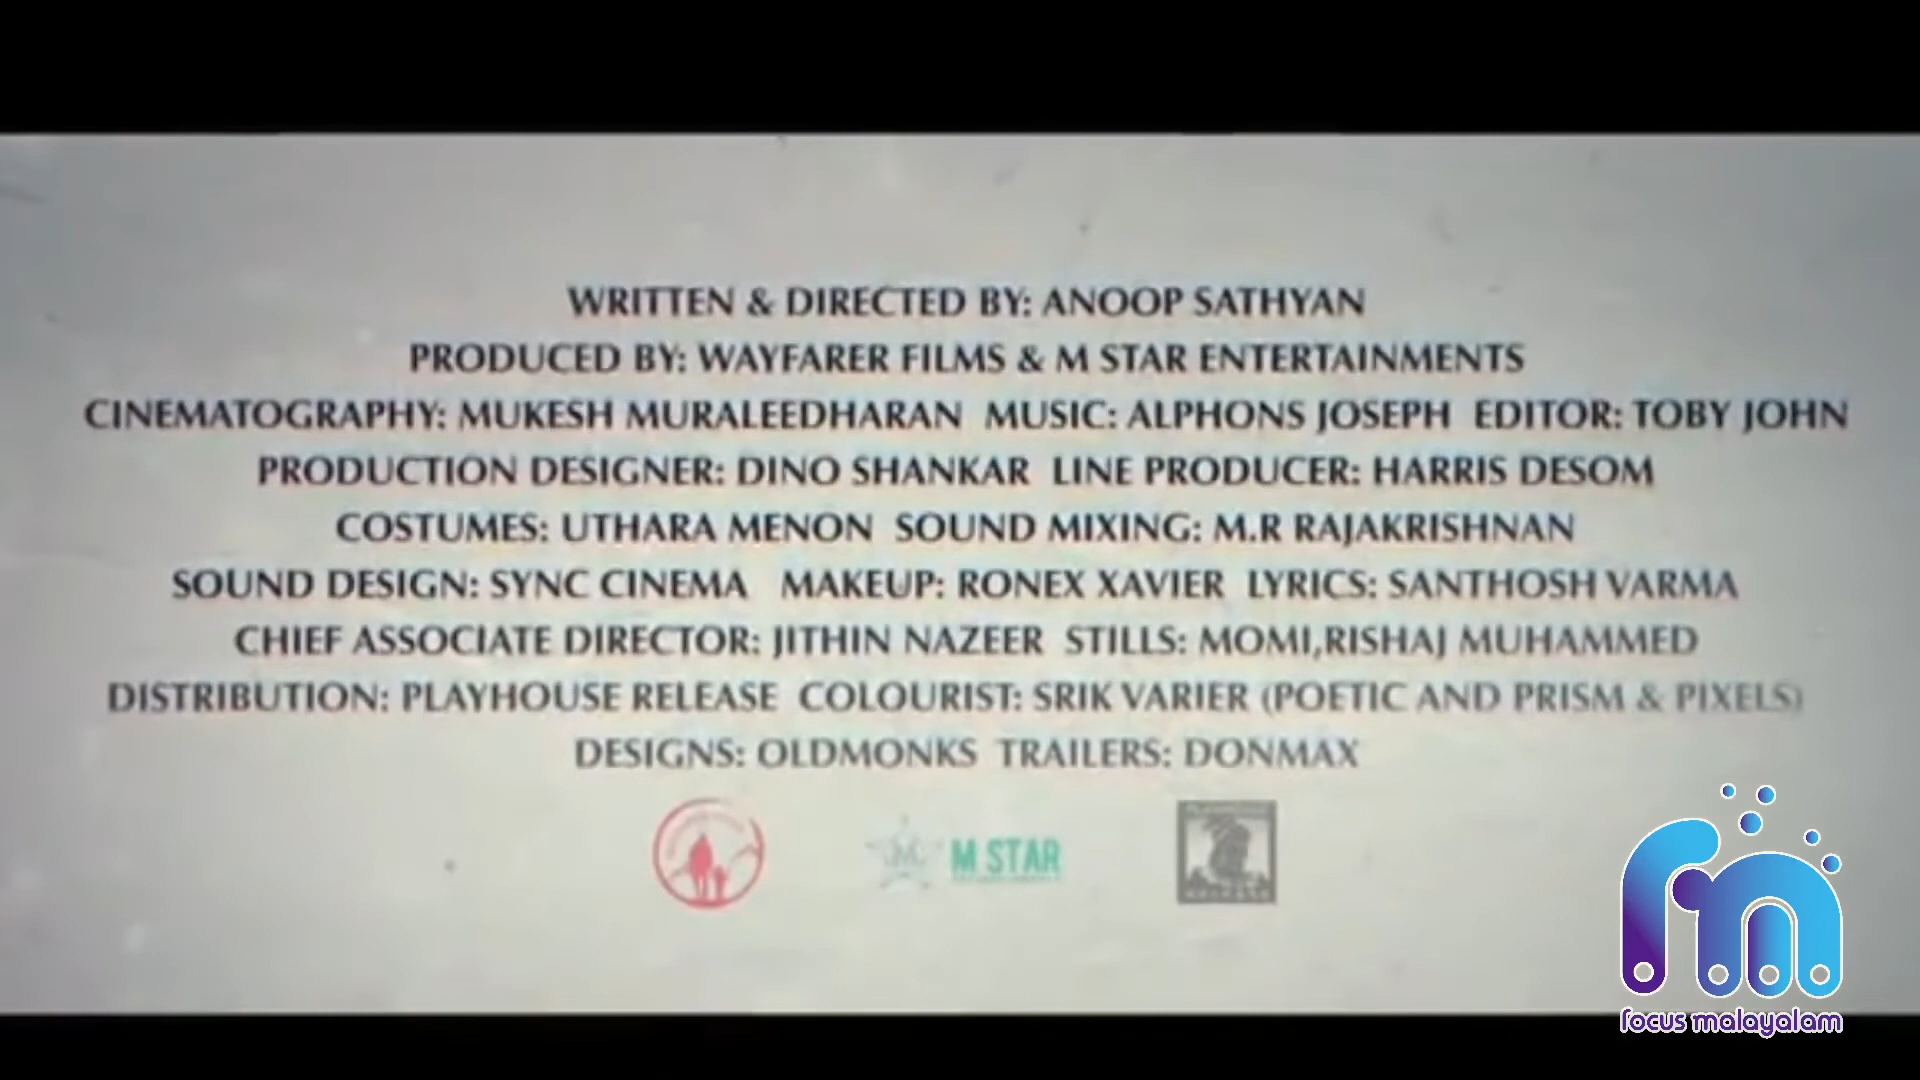 WRITTEN & DIRECTED BY: ANOOP SATHYAN
PRODUCED BY: WAYFARER FILMS & M STAR ENTERTAINMENTS
CINEMATOGRAPHY: MUKESH MURALEEDHARAN MUSIC: ALPHONS JOSEPH EDITOR: TOBY JOHN
PRODUCTION DESIGNER: DINO SHANKAR LINE PRODUCER: HARRIS DESOM
COSTUMES: UTHARA MENON SOUND MIXING: M.R RAJAKRISHNAN
SOUND DESIGN: SYNC CINEMA MAKEUP: RONEX XAVIER LYRICS: SANTHOSH VARMA
CHIEF ASSOCIATE DIRECTOR: JITHIN NAZEER STILLS: MOMI,RISHAJ MUHAMMED
DISTRIBUTION: PLAYHOUSE RELEASE COLOURIST: SRIK VARIER (POETIC AND PRISM & PIXELS)
DESIGNS: OLDMONKS TRAILERS: DONMAX
M M STAR
fm
focus malayalam